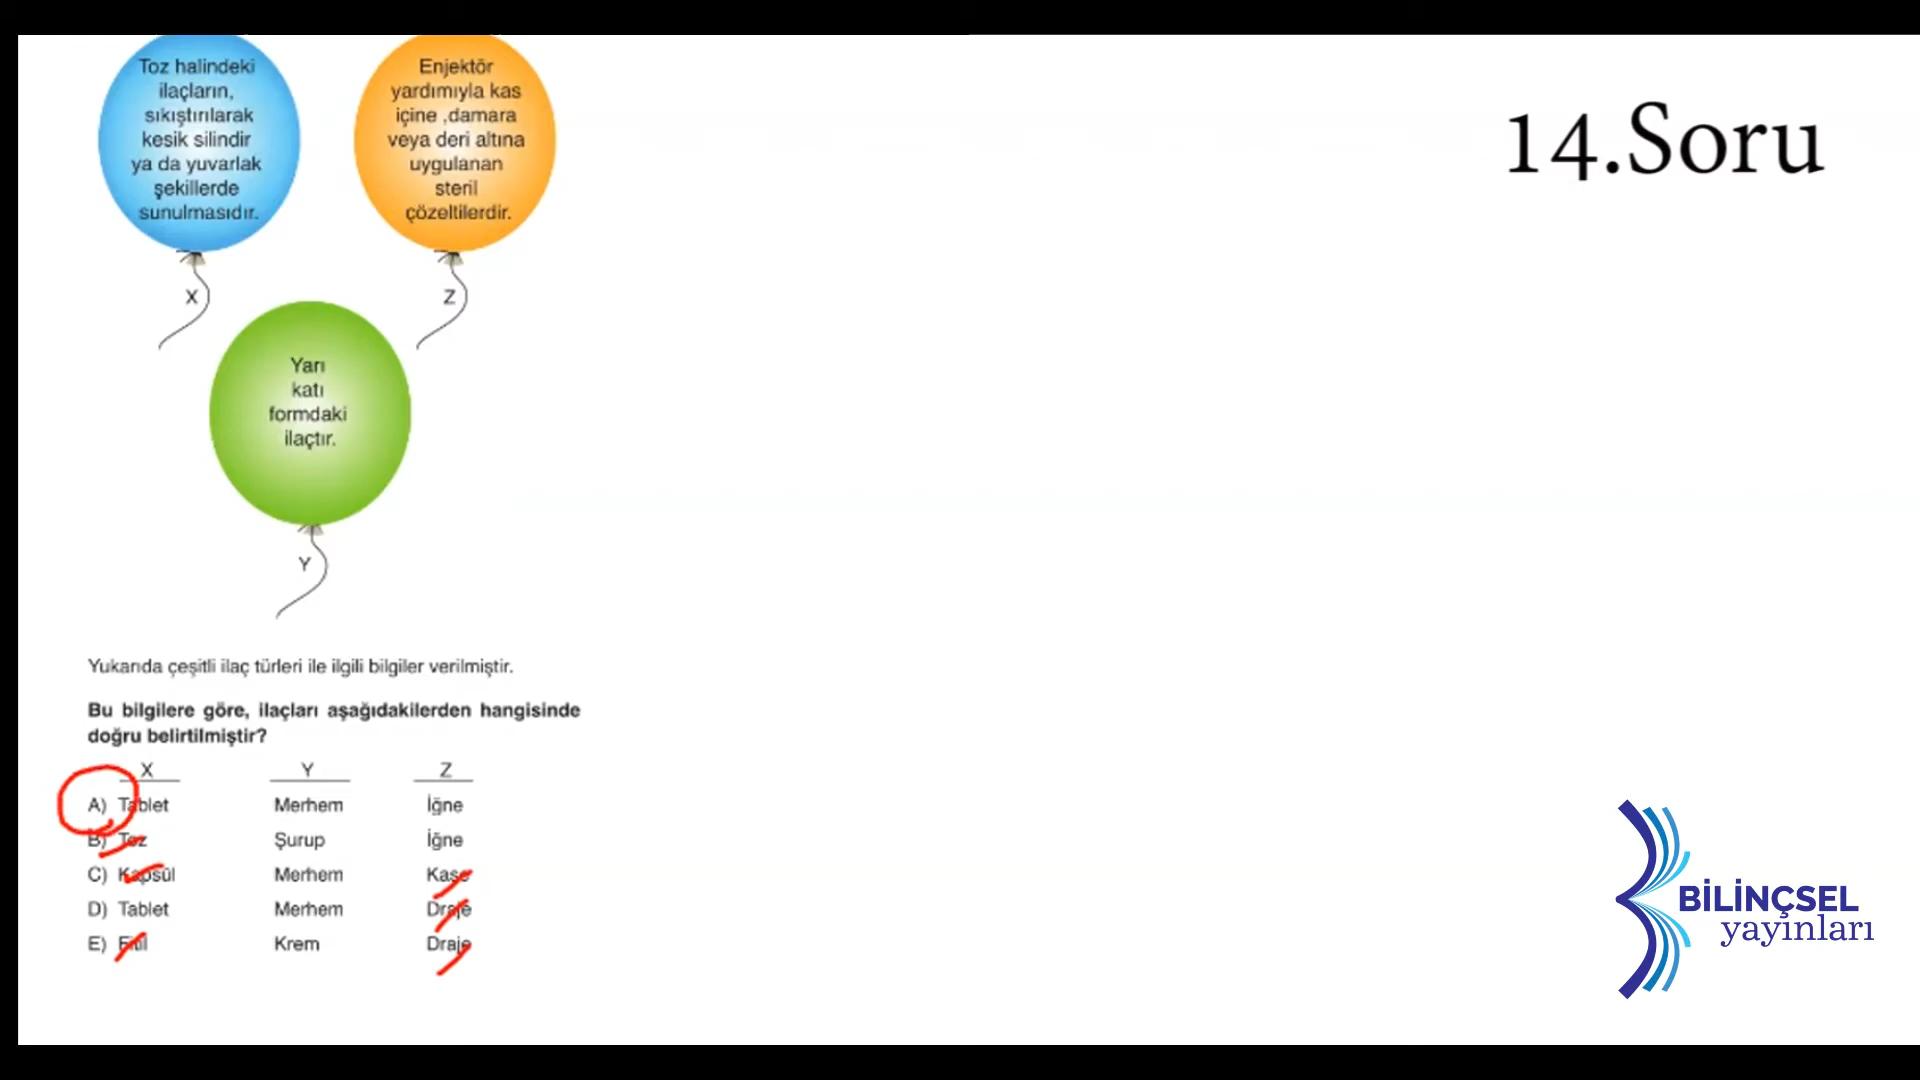 Toz halindeki
ilaçların,
sıkıştırılarak
kesik silindir
ya da yuvarlak
şekillerde
sunulmasıdır.
X
Enjektör
yardımıyla kas
içine ,damara
veya deri altına
uygulanan
steril
çözeltilerdir.
Z
14.Soru
Yarı
katı
formdaki
ilaçtır.
Y
Yukarıda çeşitli ilaç türleri ile ilgili bilgiler verilmiştir.
Bu bilgilere göre, ilaçları aşağıdakilerden hangisinde
doğru belirtilmiştir?
X Y Z
A) Tablet Merhem İğne
B) Toz Şurup İğne
C) Kapsül Merhem Kaşe
D) Tablet Merhem Draje
E) Fitil Krem Draje
BİLİNÇSEL
yayınları